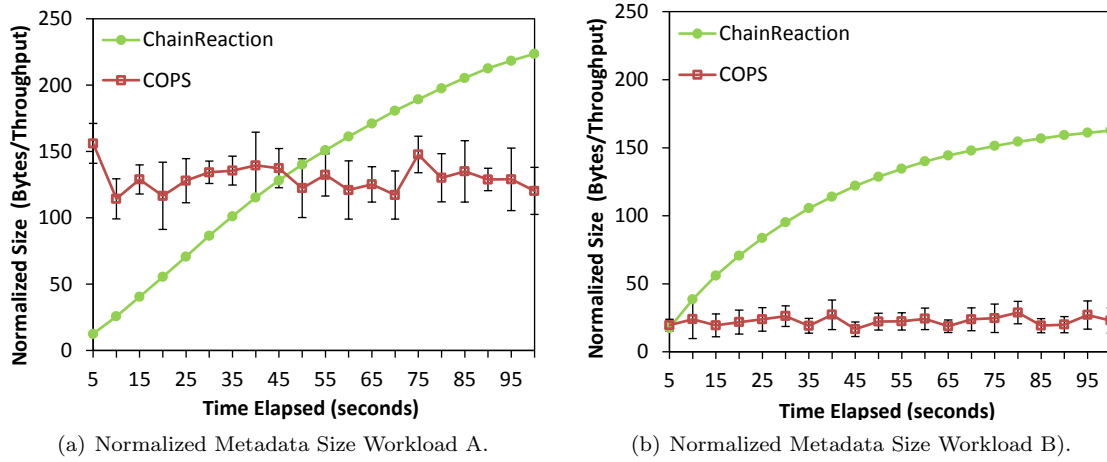 250
200
150
100
50
0
Normalized Size (Bytes/Throughput)
ChainReaction
COPS
5 15 25 35 45 55 65 75 85 95
Time Elapsed (seconds)
(a) Normalized Metadata Size Workload A.
250
200
150
100
50
0
Normalized Size (Bytes/Throughput)
ChainReaction
COPS
5 15 25 35 45 55 65 75 85 95
Time Elapsed (seconds)
(b) Normalized Metadata Size Workload B).